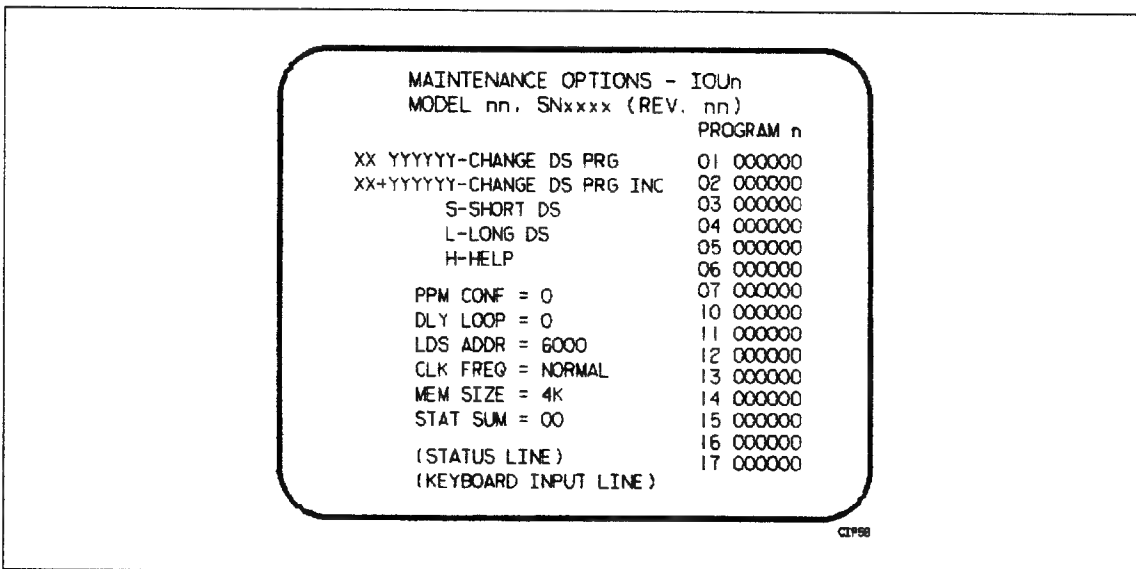 MAINTENANCE OPTIONS - IOUn
MODEL nn, SNxxxx (REV. nn)
PROGRAM n
XX YYYYYY-CHANGE DS PRG
XX+YYYYYY-CHANGE DS PRG INC
S-SHORT DS
L-LONG DS
H-HELP
PPM CONF = 0
DLY LOOP = 0
LDS ADDR = 6000
CLK FREQ = NORMAL
MEM SIZE = 4K
STAT SUM = 00
(STATUS LINE)
(KEYBOARD INPUT LINE)
01 000000
02 000000
03 000000
04 000000
05 000000
06 000000
07 000000
10 000000
11 000000
12 000000
13 000000
14 000000
15 000000
16 000000
17 000000